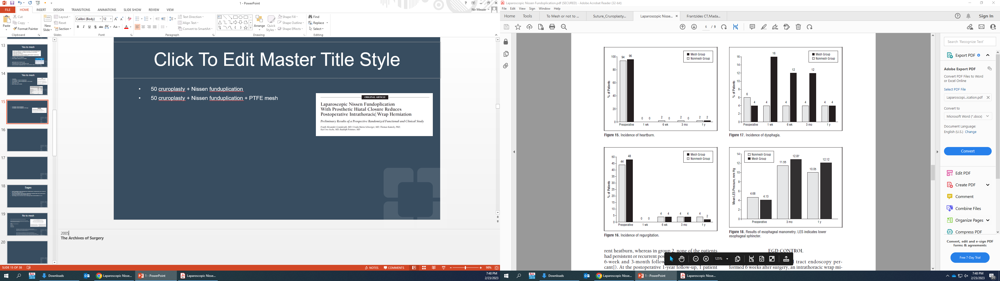 1 - PowerPoint
FILE
HOME
INSERT
DESIGN
TRANSITIONS
ANIMATIONS
SLIDE SHOW
REVIEW
VIEW
Nir Messer
Paste
Cut
Copy
Format Painter
Clipboard
New
Slide
Layout
Reset
Section
Slides
Calibri (Body)
12
Font
Text Direction
Align Text
Convert to SmartArt
Paragraph
Arrange
Quick
Styles
Shape Fill
Shape Outline
Shape Effects
Drawing
Find
Replace
Select
Editing
13
Yes to mesh
14
Yes to mesh
15
16
17
18
Sages
19
No to mesh
20
Click To Edit Master Title Style
• 50 cruroplasty + Nissen funduplication
• 50 cruroplasty + Nissen funduplication + PTFE mesh
ORIGINAL ARTICLE
Laparoscopic Nissen Fundoplication
With Prosthetic Hiatal Closure Reduces
Postoperative Intrathoracic Wrap Herniation
Preliminary Results of a Prospective Randomized Functional and Clinical Study
Frank Alexander Granderath, MD; Ursula Maria Schweiger, MD; Thomas Kamolz, PhD;
Kai Uwe Asche, MD; Rudolph Pointner, MD
2005
The Archives of Surgery
SLIDE 15 OF 38
NOTES
COMMENTS
98%
Downloads
Laparoscopic Nisse...
1 - PowerPoint
Laparoscopic Nisse...
7:48 PM
2/23/2023
Laparoscopic Nissen Fundoplication.pdf (SECURED) - Adobe Acrobat Reader (32-bit)
File Edit View Sign Window Help
Home
Tools
To Mesh or not to ...
Suture_Cruroplasty...
Laparoscopic Nisse...
Frantzides CT,Mada...
Sign In
6 / 9
Mesh Group
Nonmesh Group
% of Patients
100
80
60
40
20
0
94 96
0 0
2 0
2 0
2 2
Preoperative 1 wk 6 wk 3 mo 1 y
Figure 15. Incidence of heartburn.
Mesh Group
Nonmesh Group
% of Patients
16
14
12
10
8
6
4
2
0
6 4
4 16
4 12
4 12
4 4
Preoperative 1 wk 6 wk 3 mo 1 y
Figure 17. Incidence of dysphagia.
Mesh Group
Nonmesh Group
% of Patients
50
45
40
35
30
25
20
15
10
5
0
44 48
0 0
4 4
4 4
4 2
Preoperative 1 wk 6 wk 3 mo 1 y
Figure 16. Incidence of regurgitation.
Nonmesh Group
Mesh Group
Mean LES Pressure, mm Hg
14
12
10
8
6
4
2
0
4.68 4.13
11.55 12.87
10.05 12.12
Preoperative 3 mo 1 y
Figure 18. Results of esophageal manometry. LES indicates lower
esophageal sphincter.
rent heatburn, whereas in group 2, none of the patients
had persistent or recurrent pos
6-week and 3-month follow
cant]). At the postoperative 1-year follow-up, 1 patient
EGD CONTROL
tract endoscopy per-
formed 6 weeks after surgery, an intrathoracic wrap mi-
125%
Search 'Recognize Text'
Export PDF
Adobe Export PDF
Convert PDF Files to Word
or Excel Online
Select PDF File
Laparoscopi...ication.pdf
Convert to
Microsoft Word (*.docx)
Document Language:
English (U.S.) Change
Convert
Edit PDF
Create PDF
Comment
Combine Files
Organize Pages
Compress PDF
Convert, edit and e-sign PDF
forms & agreements
Free 7-Day Trial
Downloads
Laparoscopic Nisse...
1 - PowerPoint
Laparoscopic Nisse...
7:48 PM
2/23/2023
20